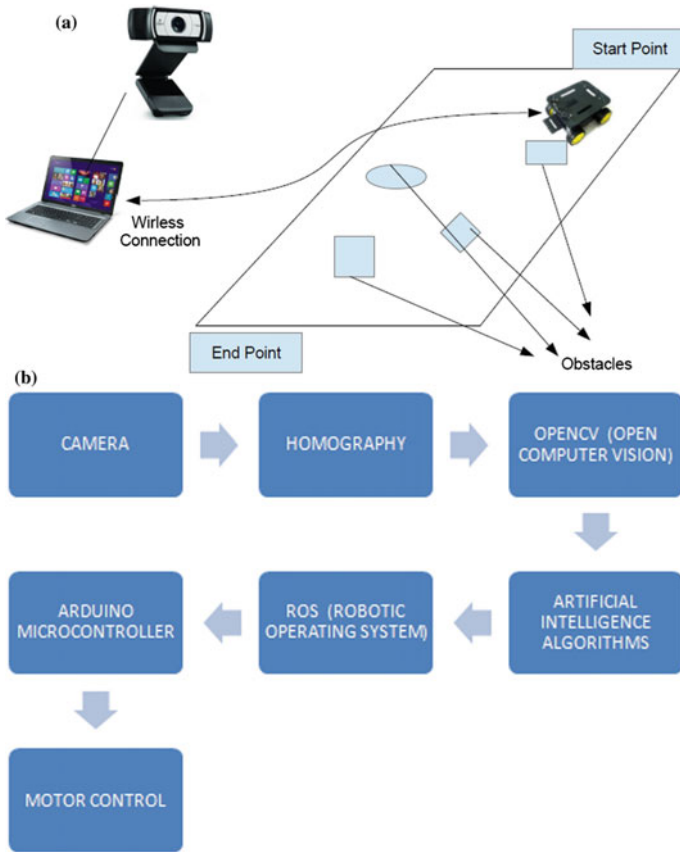 (a)
Start Point
Wirless
Connection
End Point
Obstacles
(b)
CAMERA
HOMOGRAPHY
OPENCV (OPEN
COMPUTER VISION)
ARDUINO
MICROCONTROLLER
ROS (ROBOTIC
OPERATING SYSTEM)
ARTIFICIAL
INTELLIGENCE
ALGORITHMS
MOTOR CONTROL